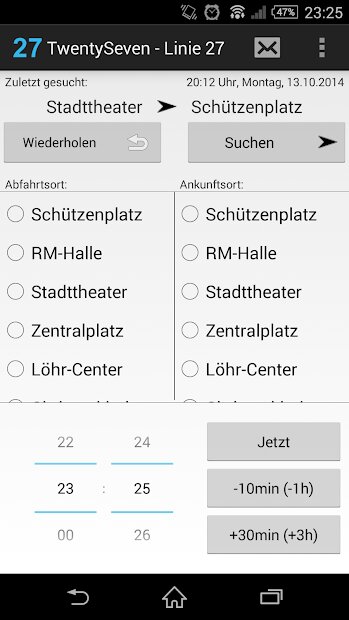 47% 23:25
27 TwentySeven - Linie 27
Zuletzt gesucht: 20:12 Uhr, Montag, 13.10.2014
Stadttheater Schützenplatz
Wiederholen Suchen
Abfahrtsort: Ankunftsort:
Schützenplatz Schützenplatz
RM-Halle RM-Halle
Stadttheater Stadttheater
Zentralplatz Zentralplatz
Löhr-Center Löhr-Center
22 24 Jetzt
23 : 25 -10min (-1h)
00 26 +30min (+3h)